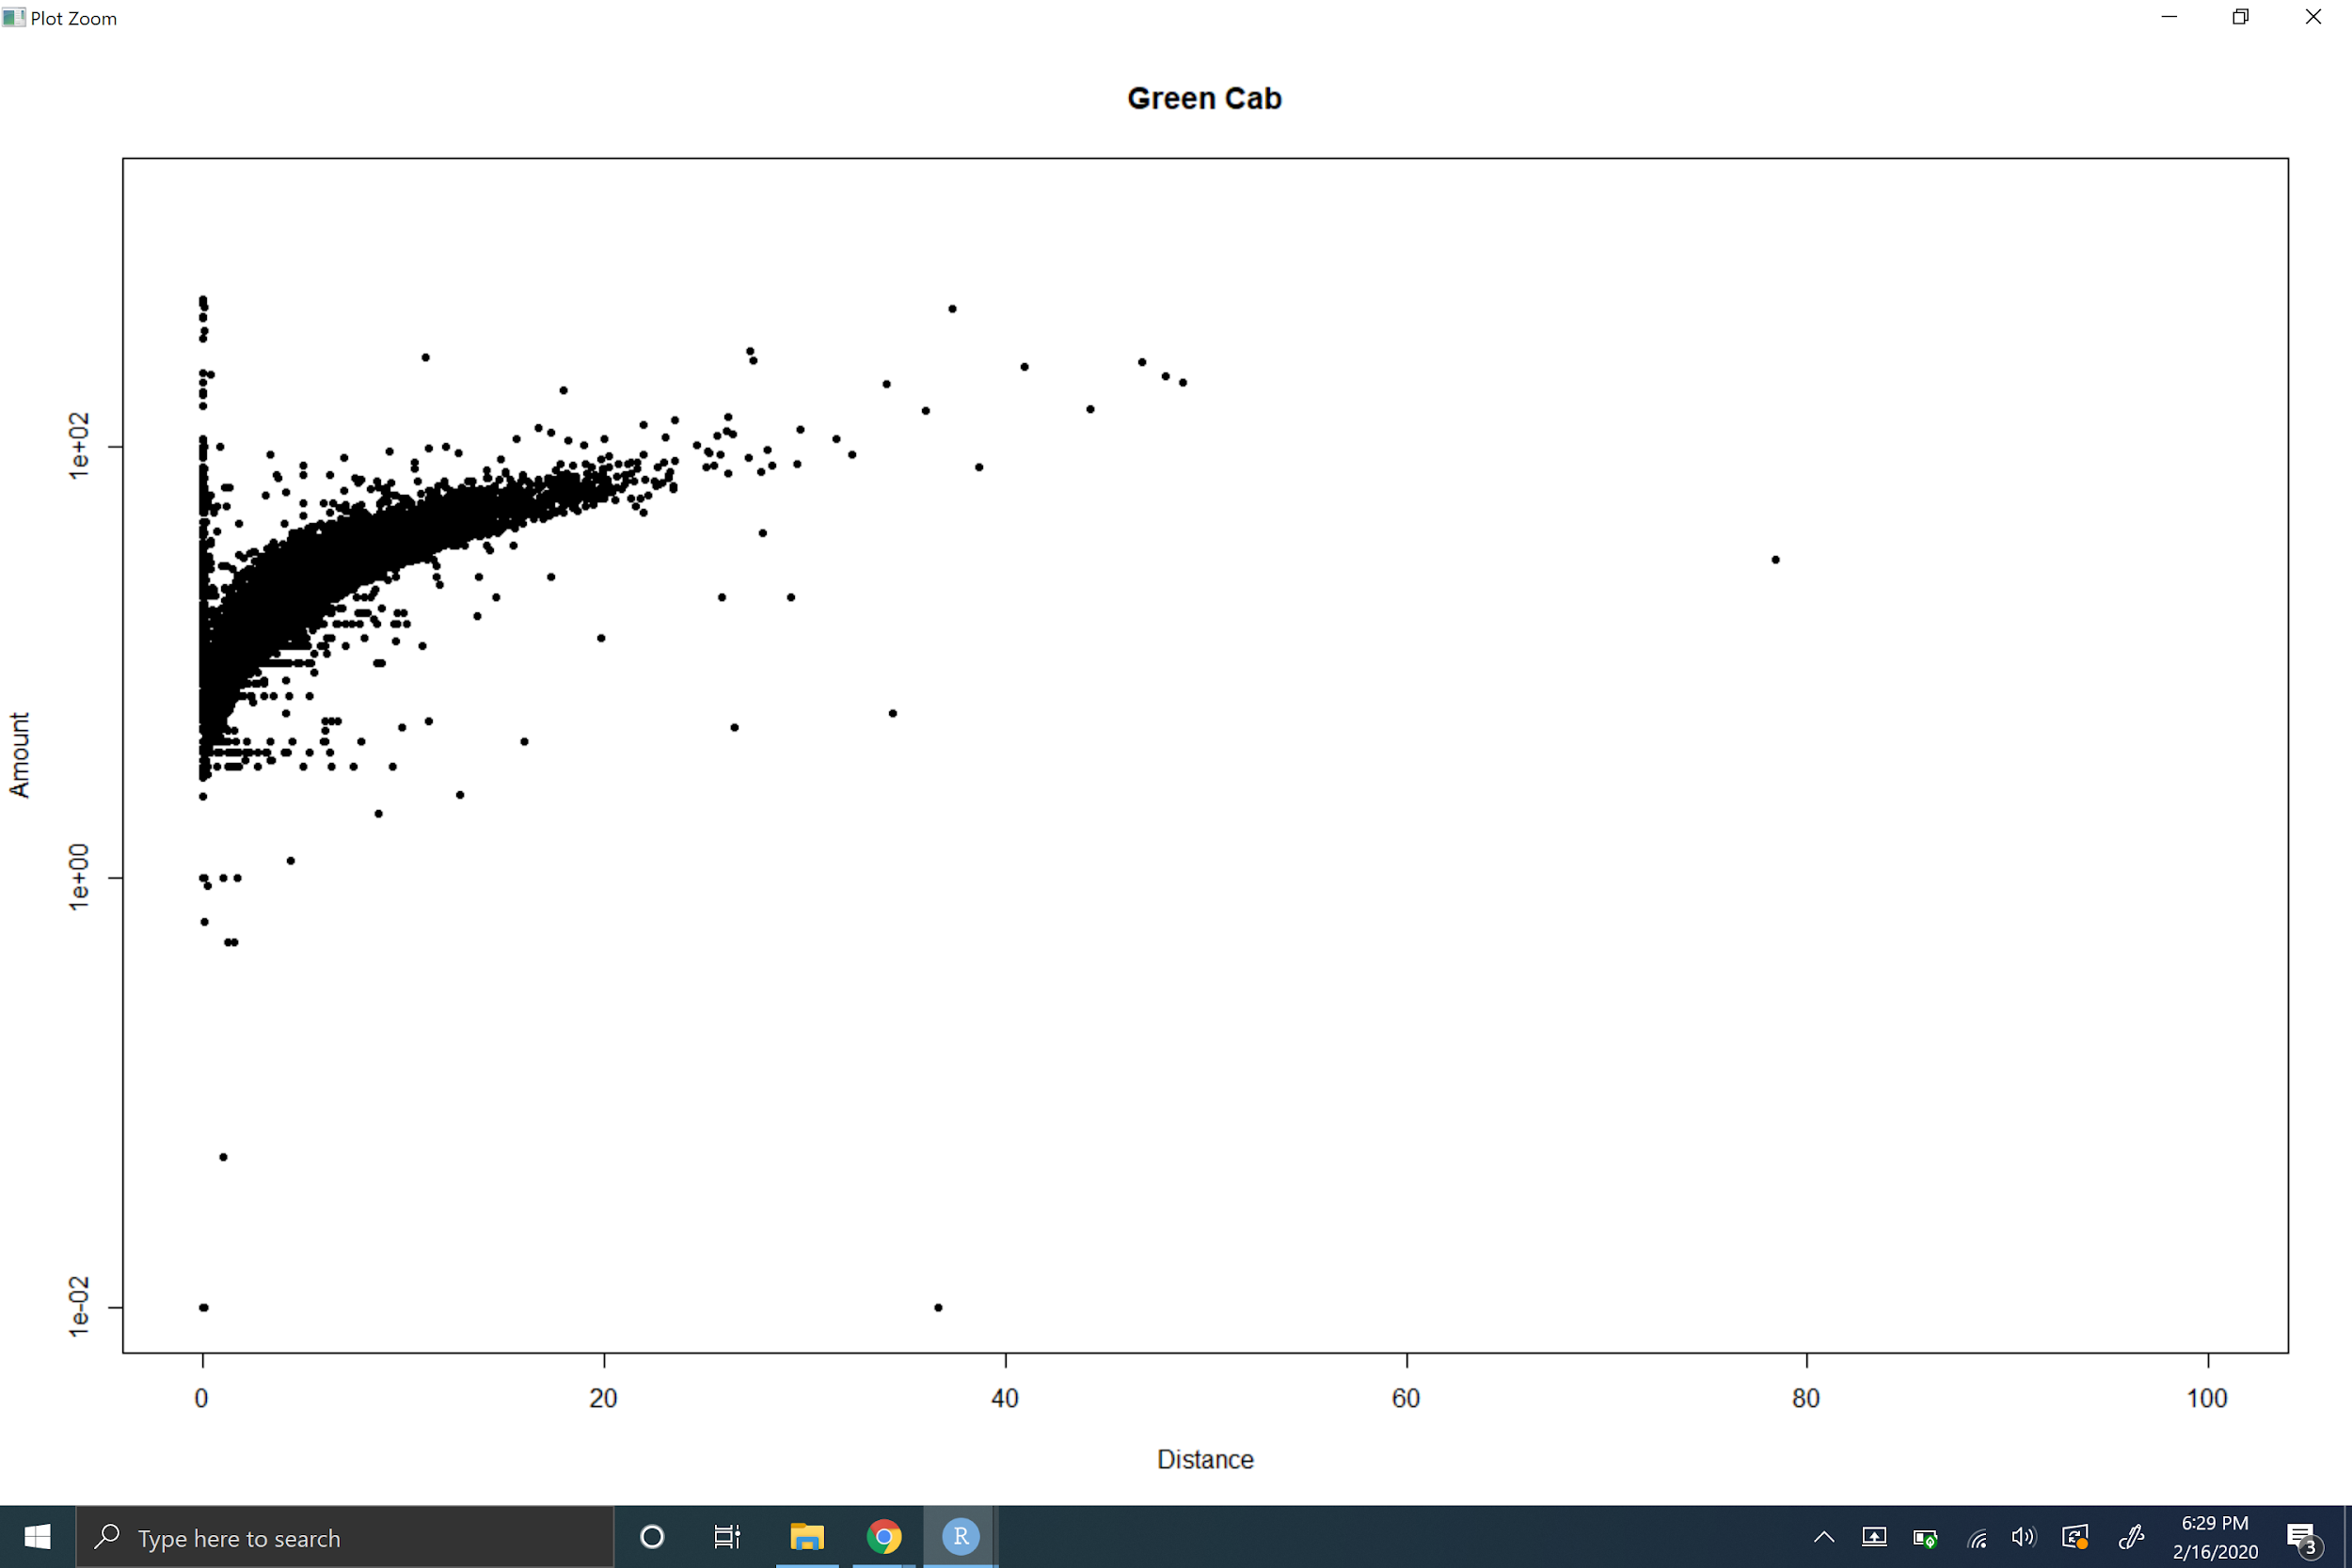 Plot Zoom
Green Cab
Amount
1e+02
1e+00
1e-02
0 20 40 60 80 100
Distance
Type here to search
R
6:29 PM
2/16/2020
3